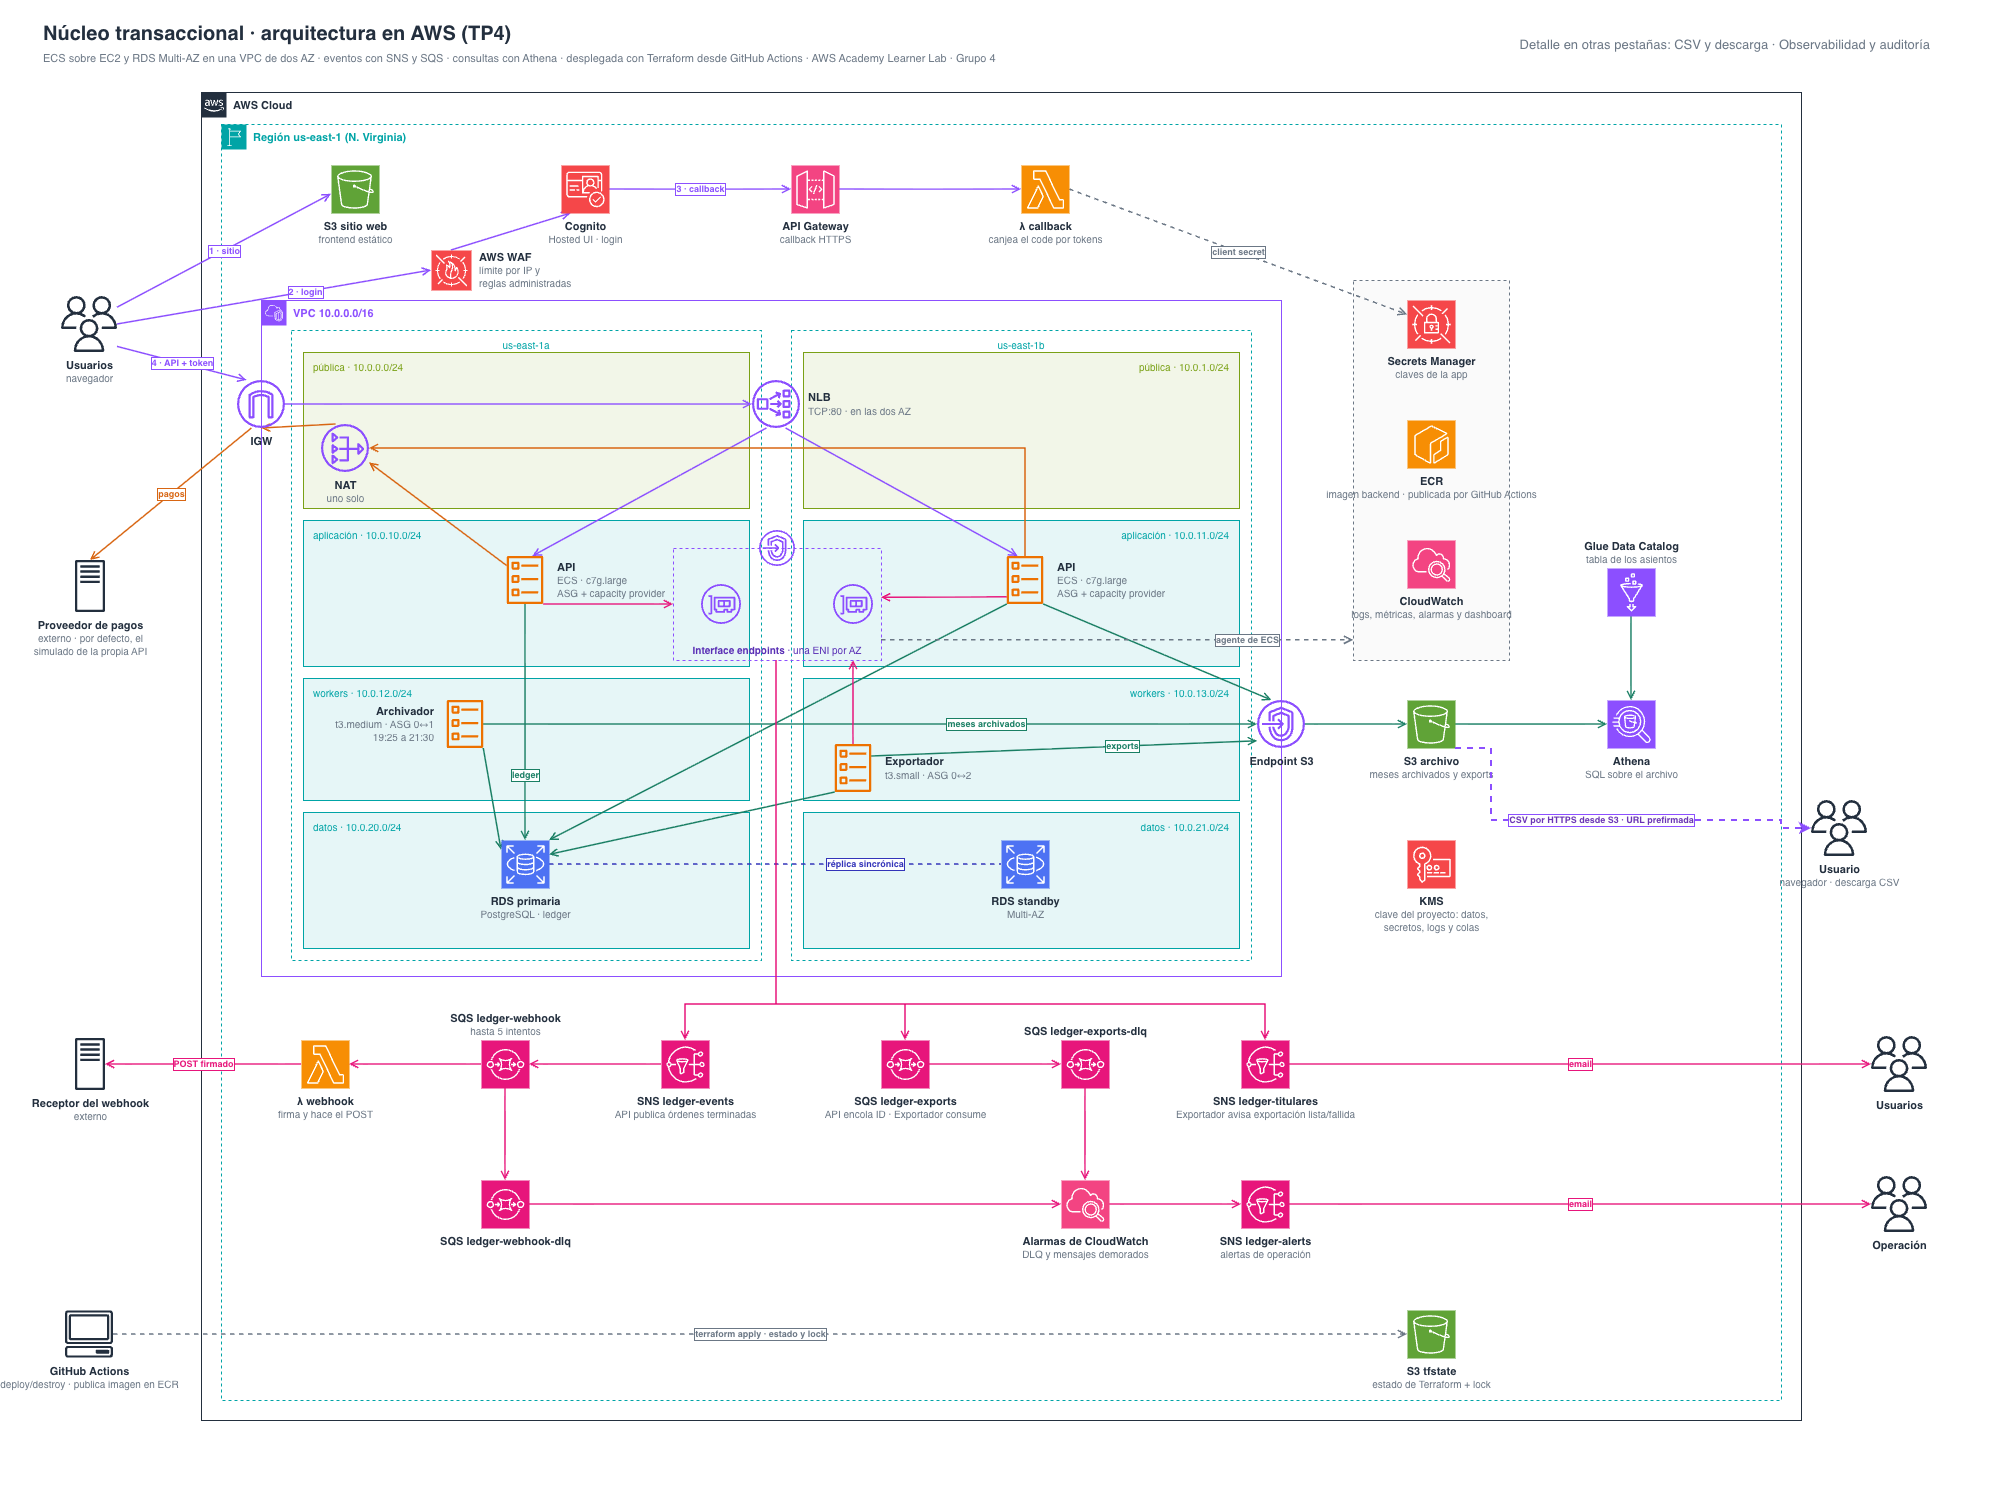 Núcleo transaccional · arquitectura en AWS (TP4)
ECS sobre EC2 y RDS Multi-AZ en una VPC de dos AZ · eventos con SNS y SQS · consultas con Athena · desplegada con Terraform desde GitHub Actions · AWS Academy Learner Lab · Grupo 4
Detalle en otras pestañas: CSV y descarga · Observabilidad y auditoría
aws
AWS Cloud
Región us-east-1 (N. Virginia)
S3 sitio web
frontend estático
Cognito
Hosted UI · login
3 · callback
API Gateway
callback HTTPS
λ callback
canjea el code por tokens
client secret
1 · sitio
AWS WAF
límite por IP y
reglas administradas
2 · login
Usuarios
navegador
4 · API + token
VPC 10.0.0.0/16
us-east-1a
us-east-1b
pública · 10.0.0.0/24
pública · 10.0.1.0/24
IGW
NLB
TCP:80 · en las dos AZ
NAT
uno solo
pagos
Secrets Manager
claves de la app
ECR
imagen backend · publicada por GitHub Actions
CloudWatch
logs, métricas, alarmas y dashboard
aplicación · 10.0.10.0/24
aplicación · 10.0.11.0/24
API
ECS · c7g.large
ASG + capacity provider
API
ECS · c7g.large
ASG + capacity provider
Interface endpoints · una ENI por AZ
agente de ECS
Glue Data Catalog
tabla de los asientos
Proveedor de pagos
externo · por defecto, el
simulado de la propia API
workers · 10.0.12.0/24
workers · 10.0.13.0/24
Archivador
t3.medium · ASG 0↔1
19:25 a 21:30
meses archivados
exports
ledger
Exportador
t3.small · ASG 0↔2
Endpoint S3
S3 archivo
meses archivados y exports
Athena
SQL sobre el archivo
CSV por HTTPS desde S3 · URL prefirmada
Usuario
navegador · descarga CSV
datos · 10.0.20.0/24
datos · 10.0.21.0/24
réplica sincrónica
RDS primaria
PostgreSQL · ledger
RDS standby
Multi-AZ
KMS
clave del proyecto: datos,
secretos, logs y colas
SQS ledger-webhook
hasta 5 intentos
SQS ledger-exports-dlq
POST firmado
email
Receptor del webhook
externo
λ webhook
firma y hace el POST
SNS ledger-events
API publica órdenes terminadas
SQS ledger-exports
API encola ID · Exportador consume
SNS ledger-titulares
Exportador avisa exportación lista/fallida
Usuarios
email
SQS ledger-webhook-dlq
Alarmas de CloudWatch
DLQ y mensajes demorados
SNS ledger-alerts
alertas de operación
Operación
terraform apply · estado y lock
GitHub Actions
deploy/destroy · publica imagen en ECR
S3 tfstate
estado de Terraform + lock